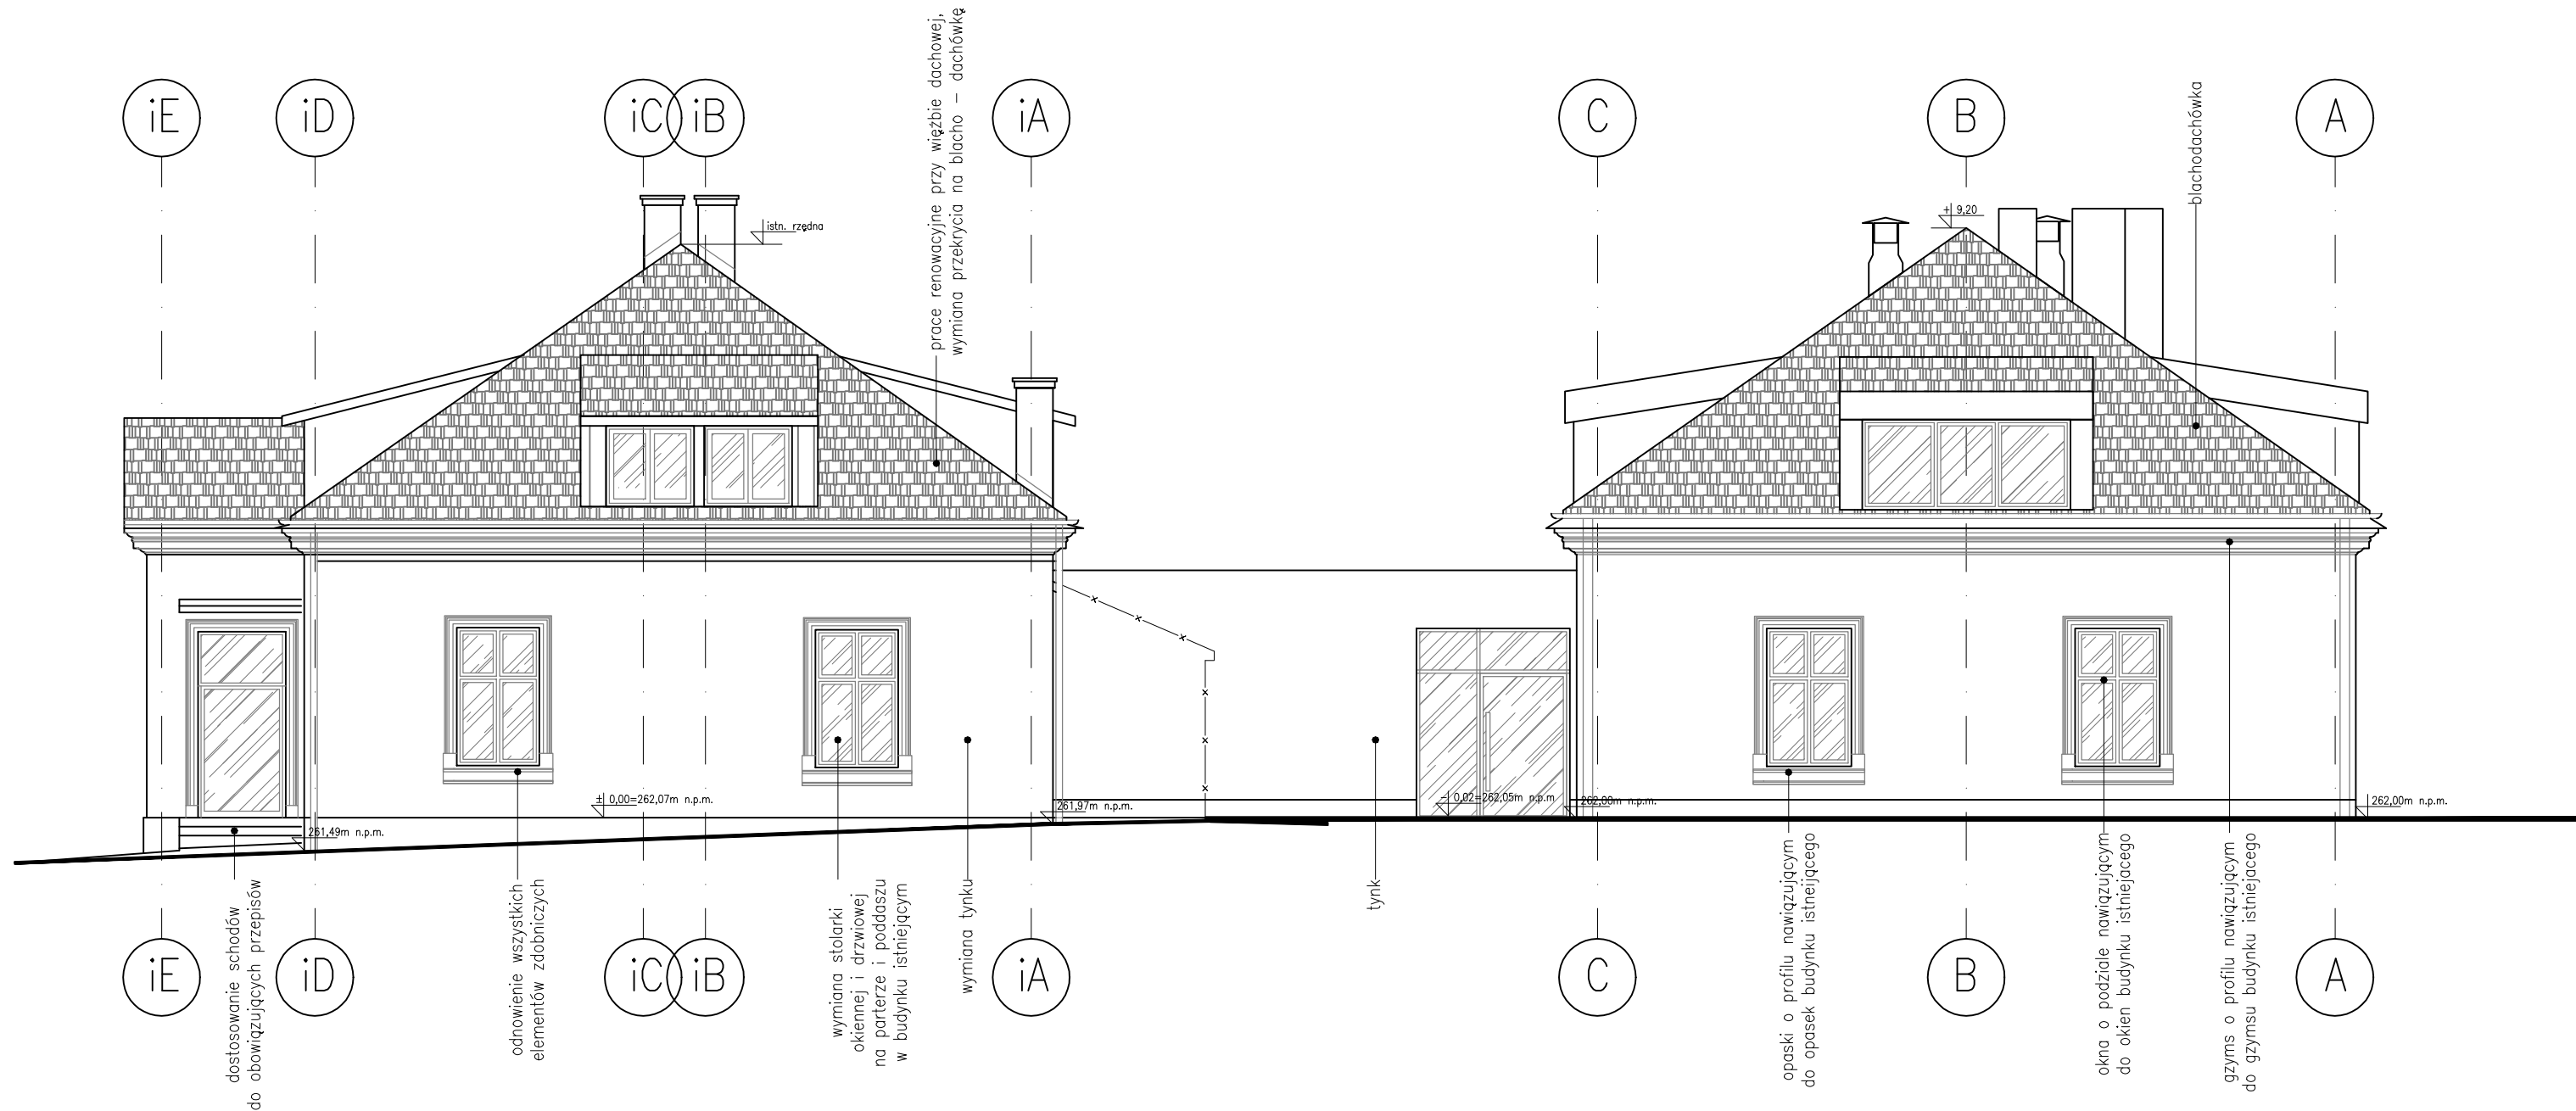 prace renowacyjne przy więźbie dachowej,
wymiana przekrycia na blacho – dachówkę
blachodachówka
iE
iD
iC
iB
iA
C
B
A
istn. rzędna
+ 9,20
± 0,00=262,07m n.p.m.
261,97m n.p.m.
- 0,02=262,05m n.p.m
262,00m n.p.m.
262,00m n.p.m.
261,49m n.p.m.
dostosowanie schodów
do obowiązujących przepisów
odnowienie wszystkich
elementów zdobniczych
wymiana stolarki
okiennej i drzwiowej
na parterze i poddaszu
w budynku istniejącym
wymiana tynku
tynk
opaski o profilu nawiązującym
do opasek budynku istneijącego
okna o podziale nawiązującym
do okien budynku istniejacego
gzyms o profilu nawiązującym
do gzymsu budynku istniejacego
iE
iD
iC
iB
iA
C
B
A